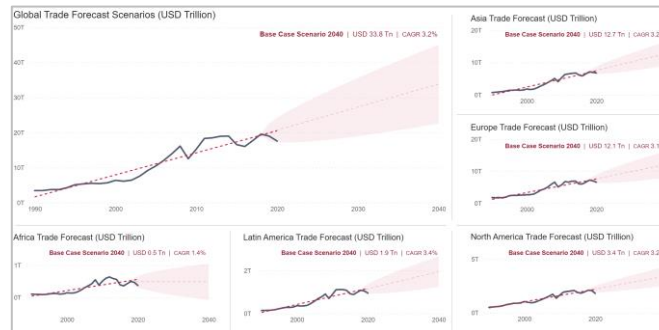 Global Trade Forecast Scenarios (USD Trillion)
Base Case Scenario 2040 | USD 33.8 Tn | CAGR 3.2%
50T
40T
30T
20T
10T
0T
1990 2000 2010 2020 2030 2040
Asia Trade Forecast (USD Trillion)
Base Case Scenario 2040 | USD 12.7 Tn | CAGR 3.2
20T
10T
0T
2000 2020
Europe Trade Forecast (USD Trillion)
Base Case Scenario 2040 | USD 12.1 Tn | CAGR 3.1
20T
10T
0T
2000 2020
Africa Trade Forecast (USD Trillion)
Base Case Scenario 2040 | USD 0.5 Tn | CAGR 1.4%
1T
0T
2000 2020 2040
Latin America Trade Forecast (USD Trillion)
Base Case Scenario 2040 | USD 1.9 Tn | CAGR 3.4%
2T
0T
2000 2020 2040
North America Trade Forecast (USD Trillion)
Base Case Scenario 2040 | USD 3.4 Tn | CAGR 3.2
5T
0T
2000 2020